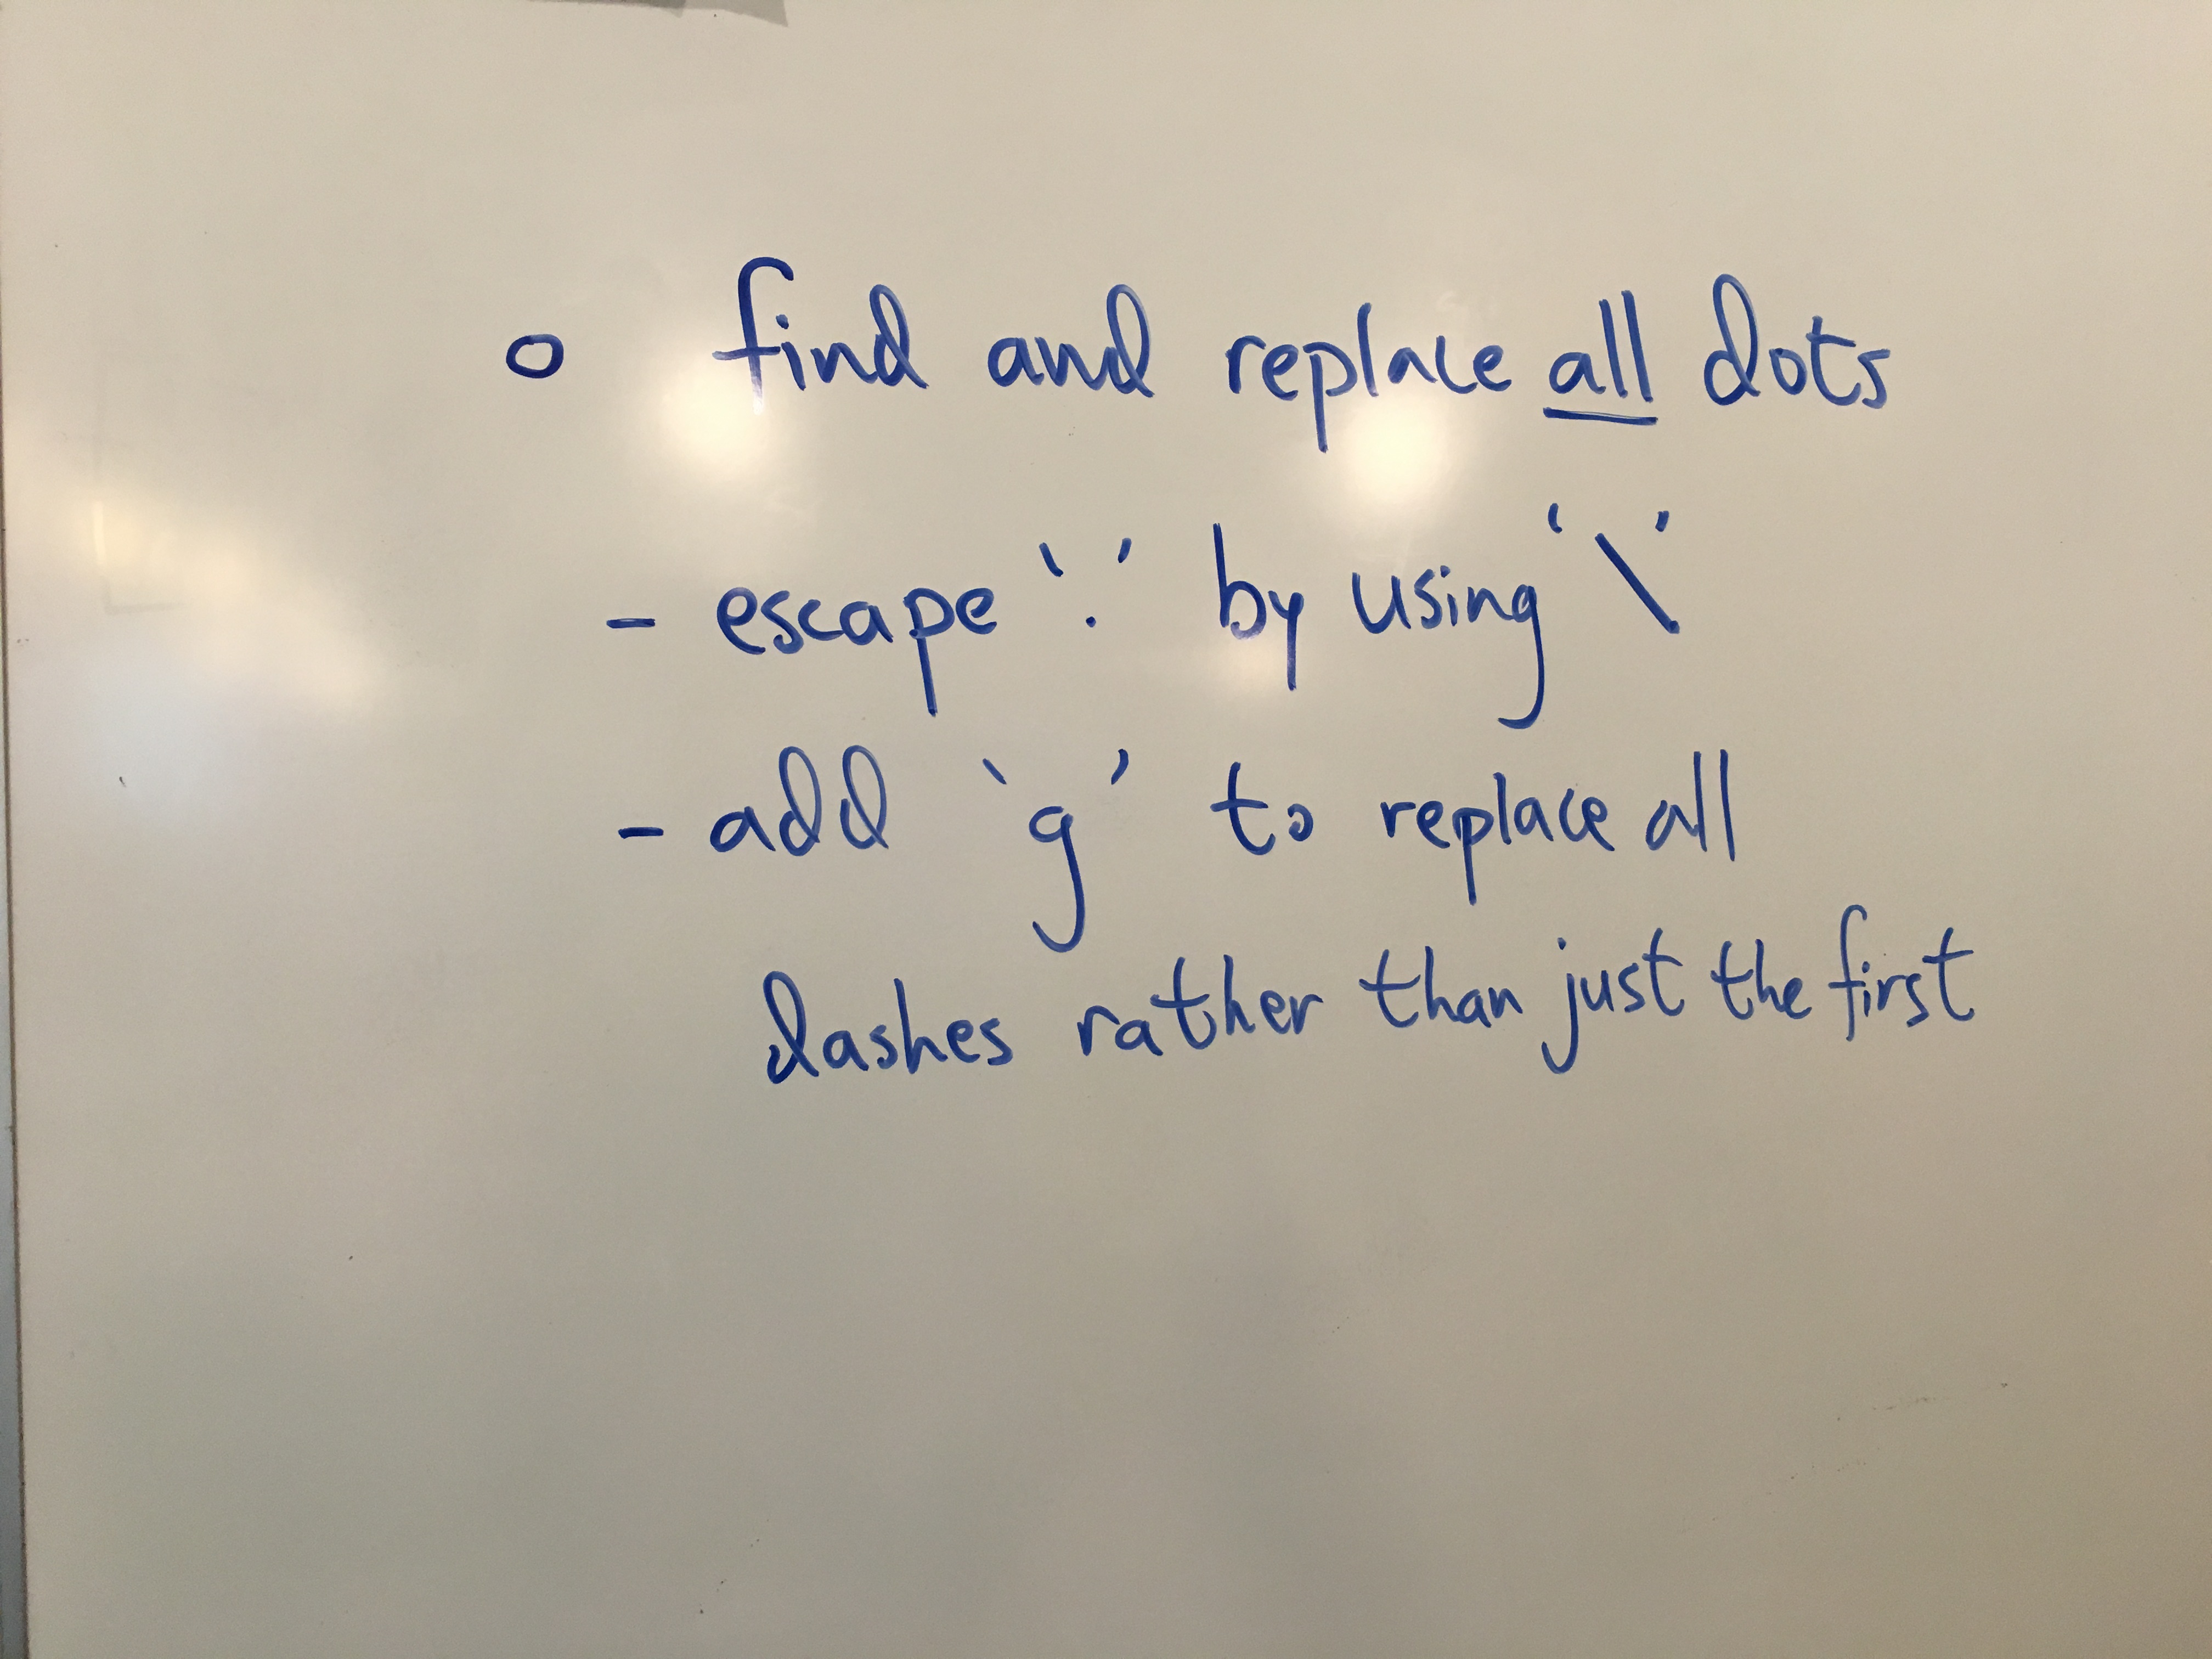 o find and replace all dots
- escape '.' by using '\'
- add 'g' to replace all
dashes rather than just the first